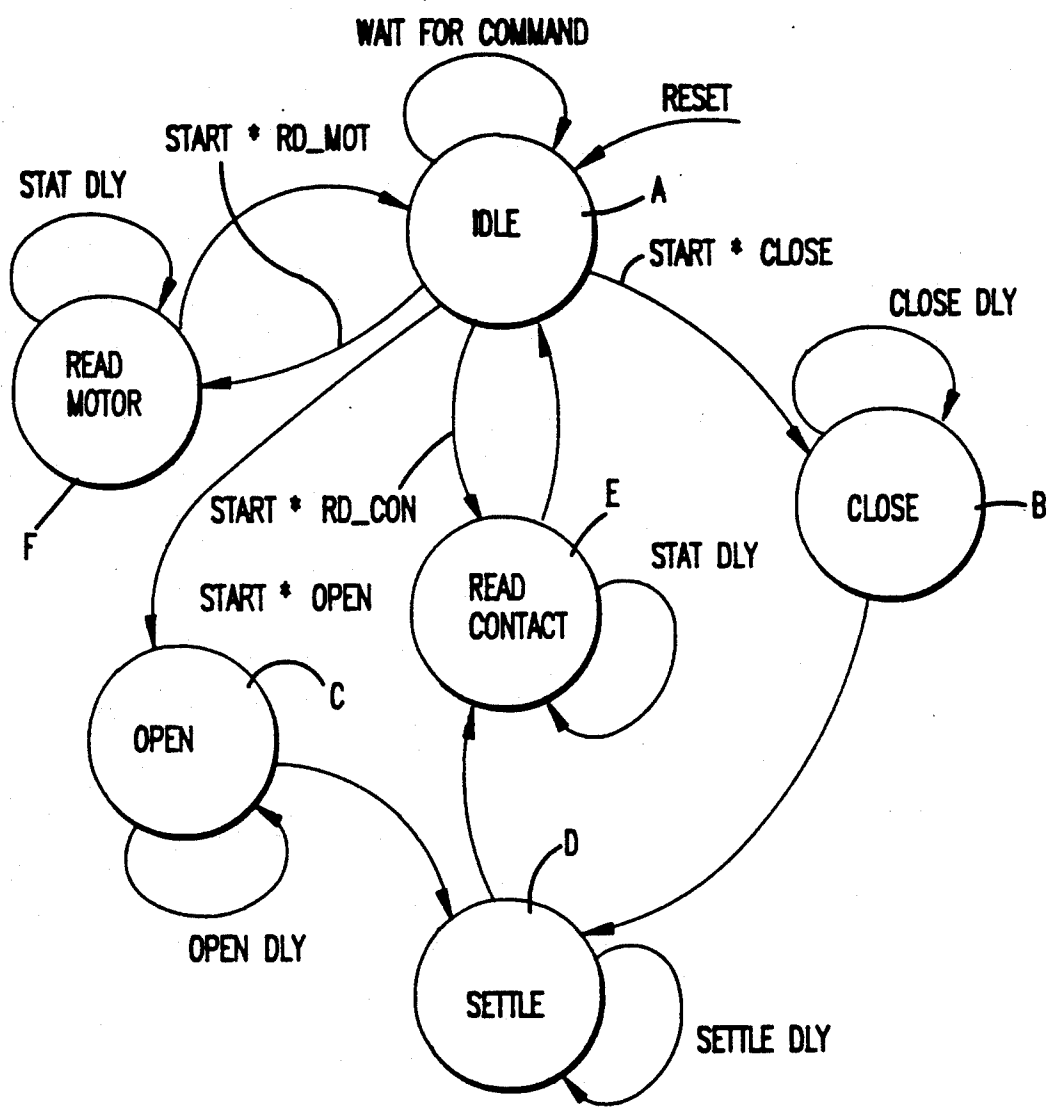 WAIT FOR COMMAND
RESET
START * RD_MOT
STAT DLY
A
IDLE
START * CLOSE
CLOSE DLY
READ
MOTOR
START * RD_CON
E
CLOSE
B
F
STAT DLY
START * OPEN
READ
CONTACT
C
OPEN
D
OPEN DLY
SETTLE
SETTLE DLY